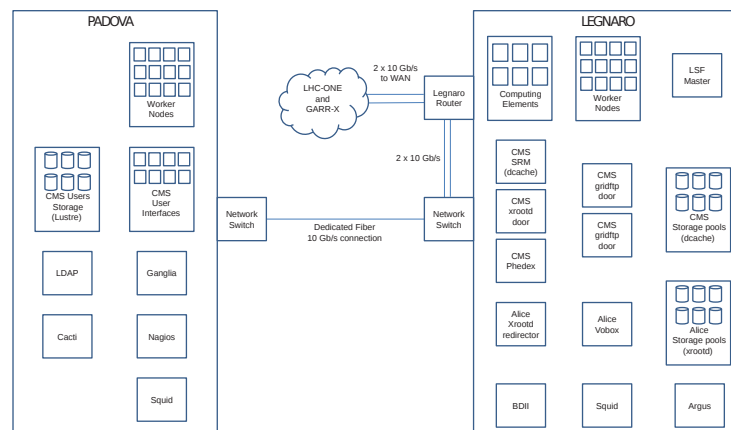 PADOVA
Worker
Nodes
CMS Users
Storage
(Lustre)
CMS
User
Interfaces
LDAP
Ganglia
Cacti
Nagios
Squid
Network
Switch
LHC-ONE
and
GARR-X
2 x 10 Gb/s
to WAN
2 x 10 Gb/s
Dedicated Fiber
10 Gb/s connection
LEGNARO
Legnaro
Router
Network
Switch
Computing
Elements
Worker
Nodes
LSF
Master
CMS
SRM
(dcache)
CMS
xrootd
door
CMS
Phedex
CMS
gridftp
door
CMS
gridftp
door
CMS
Storage pools
(dcache)
Alice
Xrootd
redirector
Alice
Vobox
Alice
Storage pools
(xrootd)
BDII
Squid
Argus